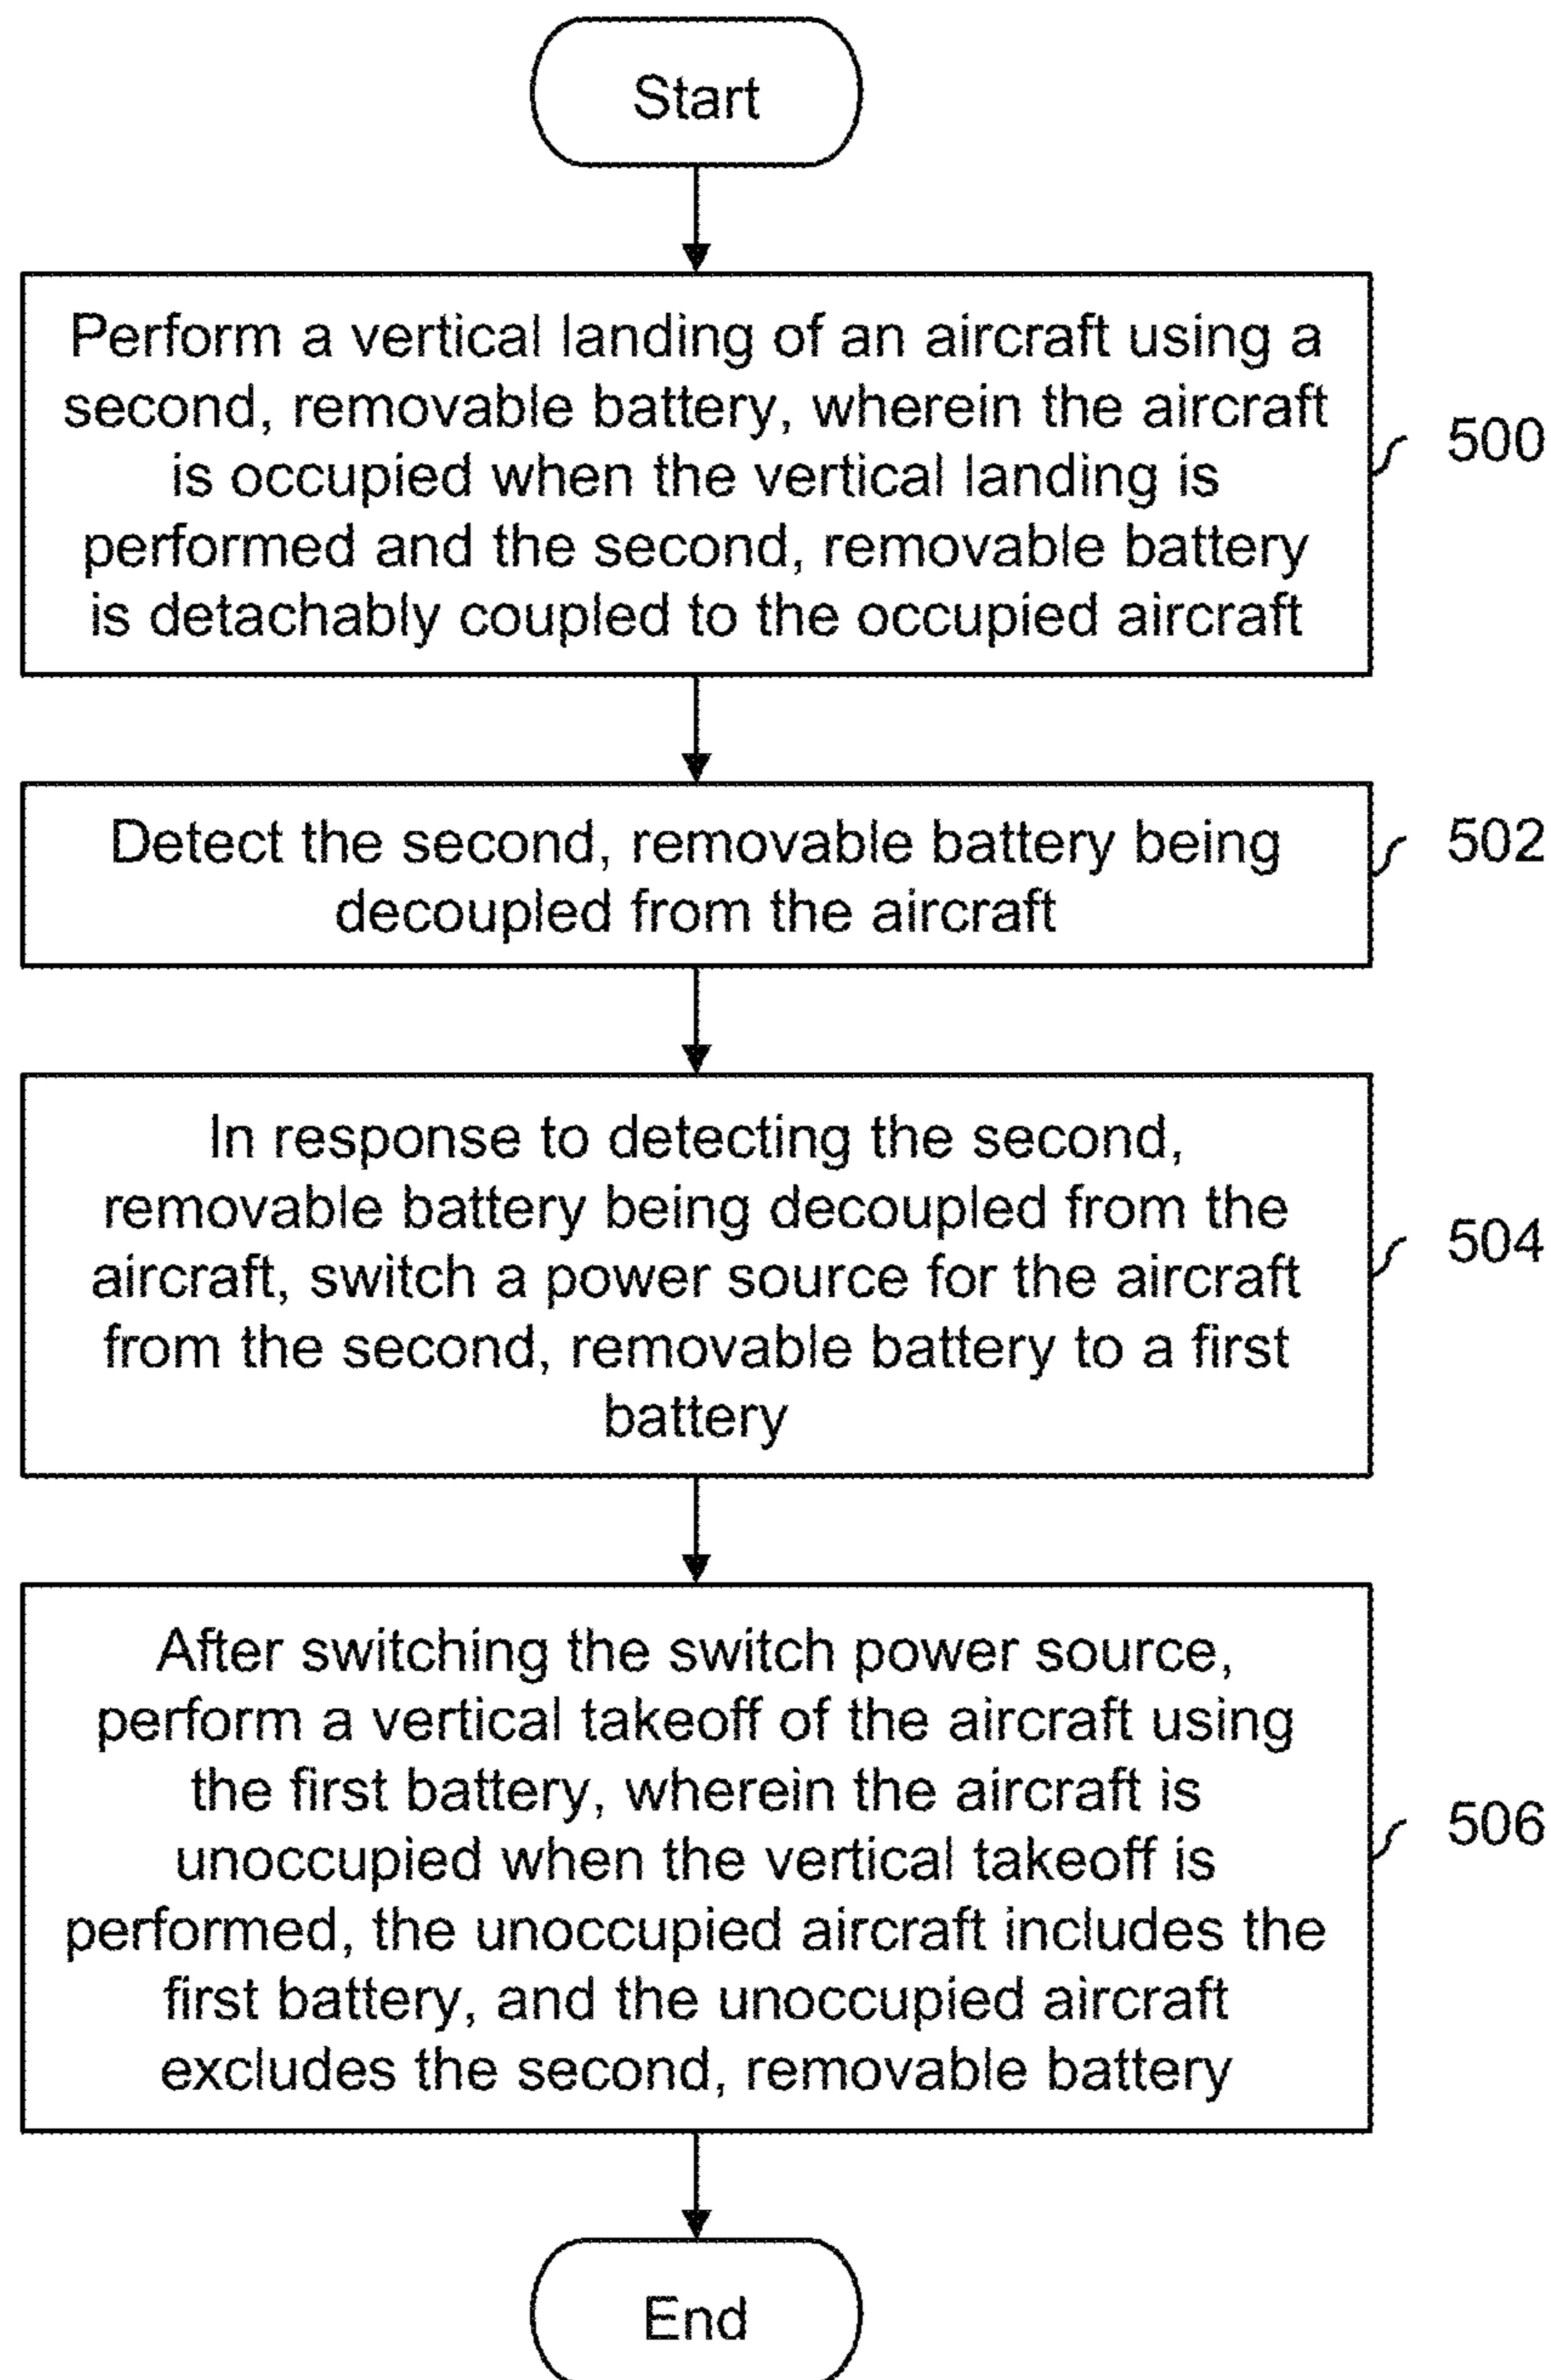 Start
Perform a vertical landing of an aircraft using a
second, removable battery, wherein the aircraft
is occupied when the vertical landing is
performed and the second, removable battery
is detachably coupled to the occupied aircraft
500
Detect the second, removable battery being
decoupled from the aircraft
502
In response to detecting the second,
removable battery being decoupled from the
aircraft, switch a power source for the aircraft
from the second, removable battery to a first
battery
504
After switching the switch power source,
perform a vertical takeoff of the aircraft using
the first battery, wherein the aircraft is
unoccupied when the vertical takeoff is
performed, the unoccupied aircraft includes the
first battery, and the unoccupied aircraft
excludes the second, removable battery
506
End